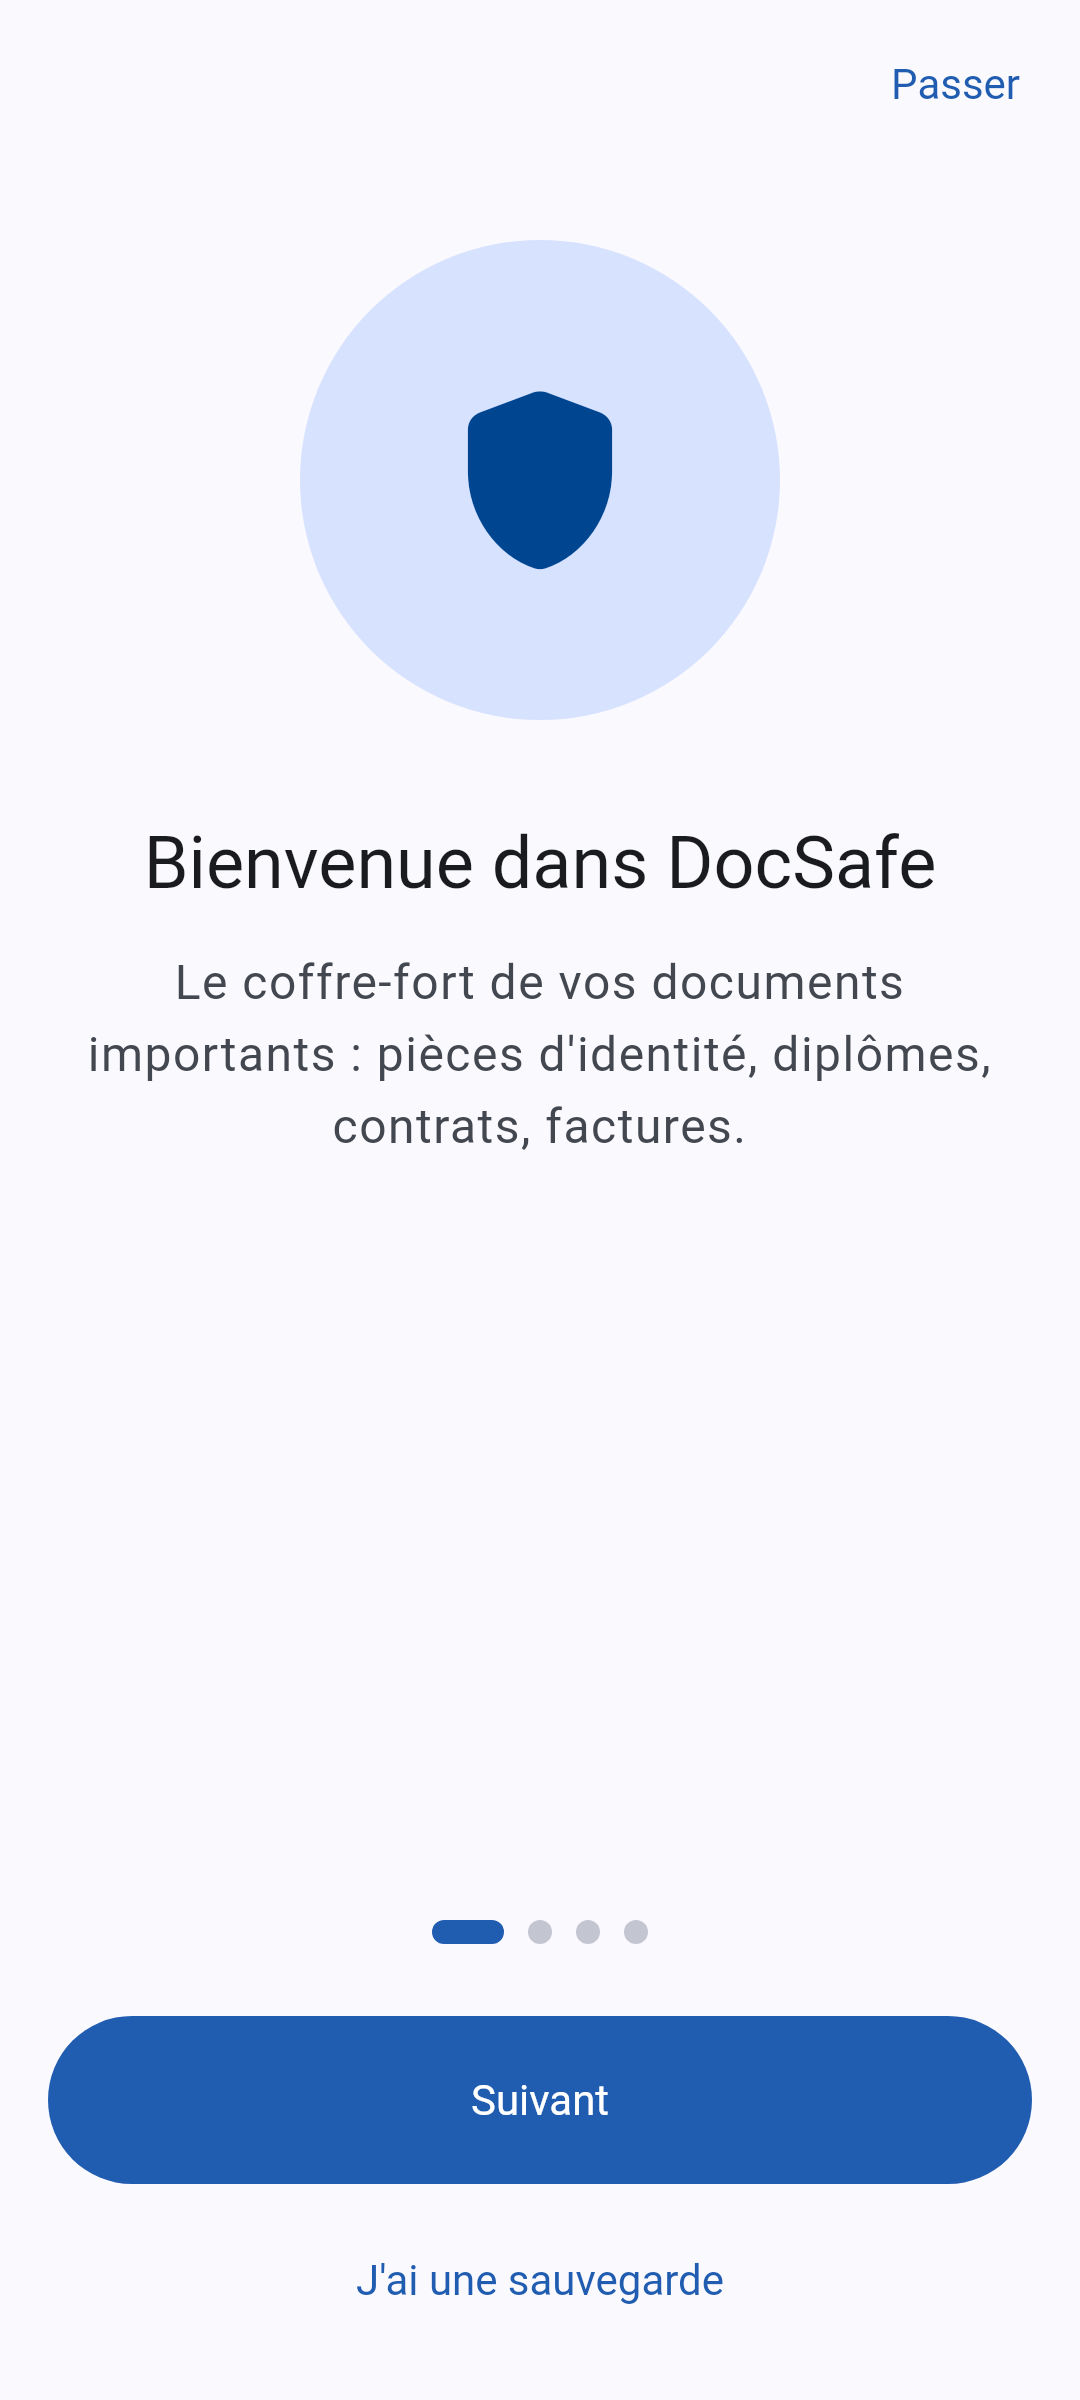 Passer
Bienvenue dans DocSafe
Le coffre-fort de vos documents
importants : pièces d'identité, diplômes,
contrats, factures.
Suivant
J'ai une sauvegarde